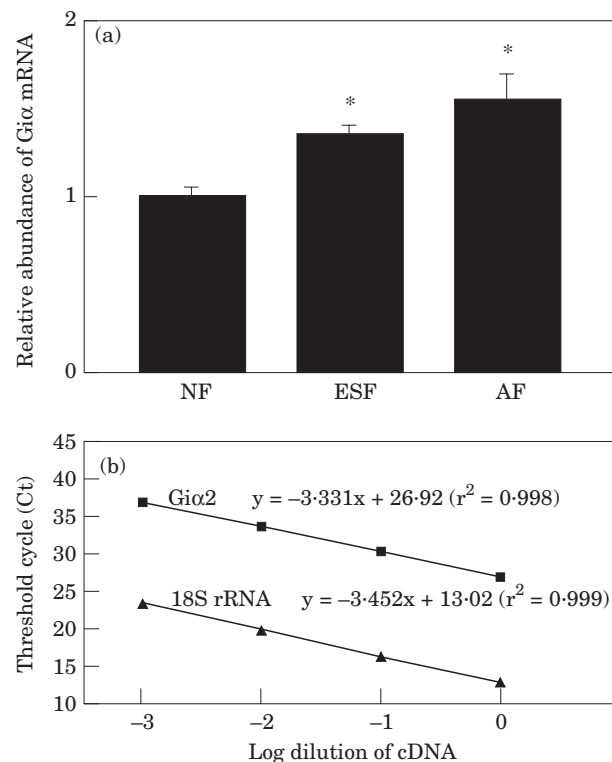 (a)
Relative abundance of Giα mRNA
2
1
0
*
*
NF ESF AF
(b)
Threshold cycle (Ct)
45
40
35
30
25
20
15
10
Giα2 y = –3·331x + 26·92 (r² = 0·998)
18S rRNA y = –3·452x + 13·02 (r² = 0·999)
–3 –2 –1 0
Log dilution of cDNA